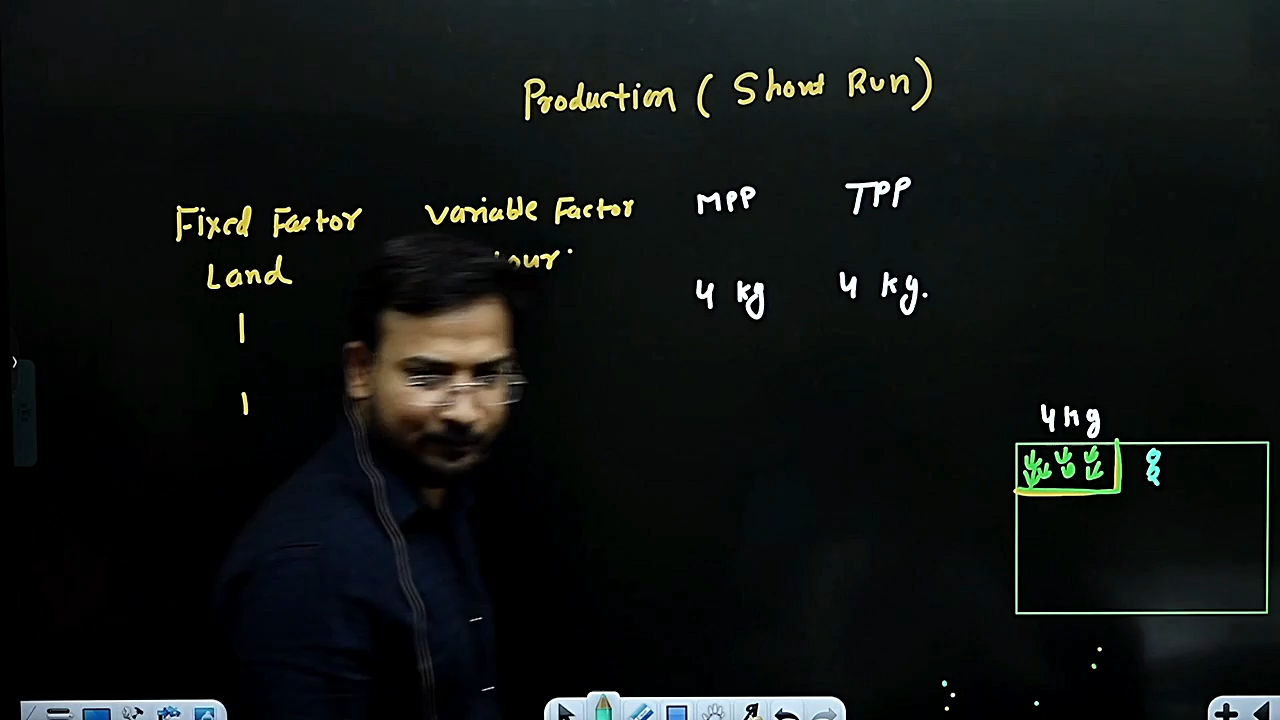 Production (Short Run)
Fixed Factor Variable Factor MPP TPP
Land
4 kg 4 kg.
1
1
4 kg